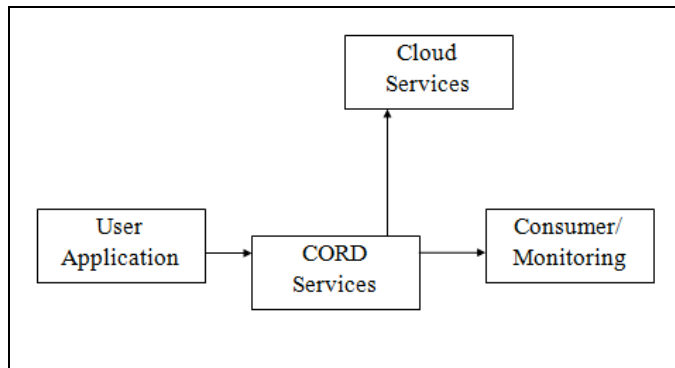 Cloud
Services
User
Application
CORD
Services
Consumer/
Monitoring